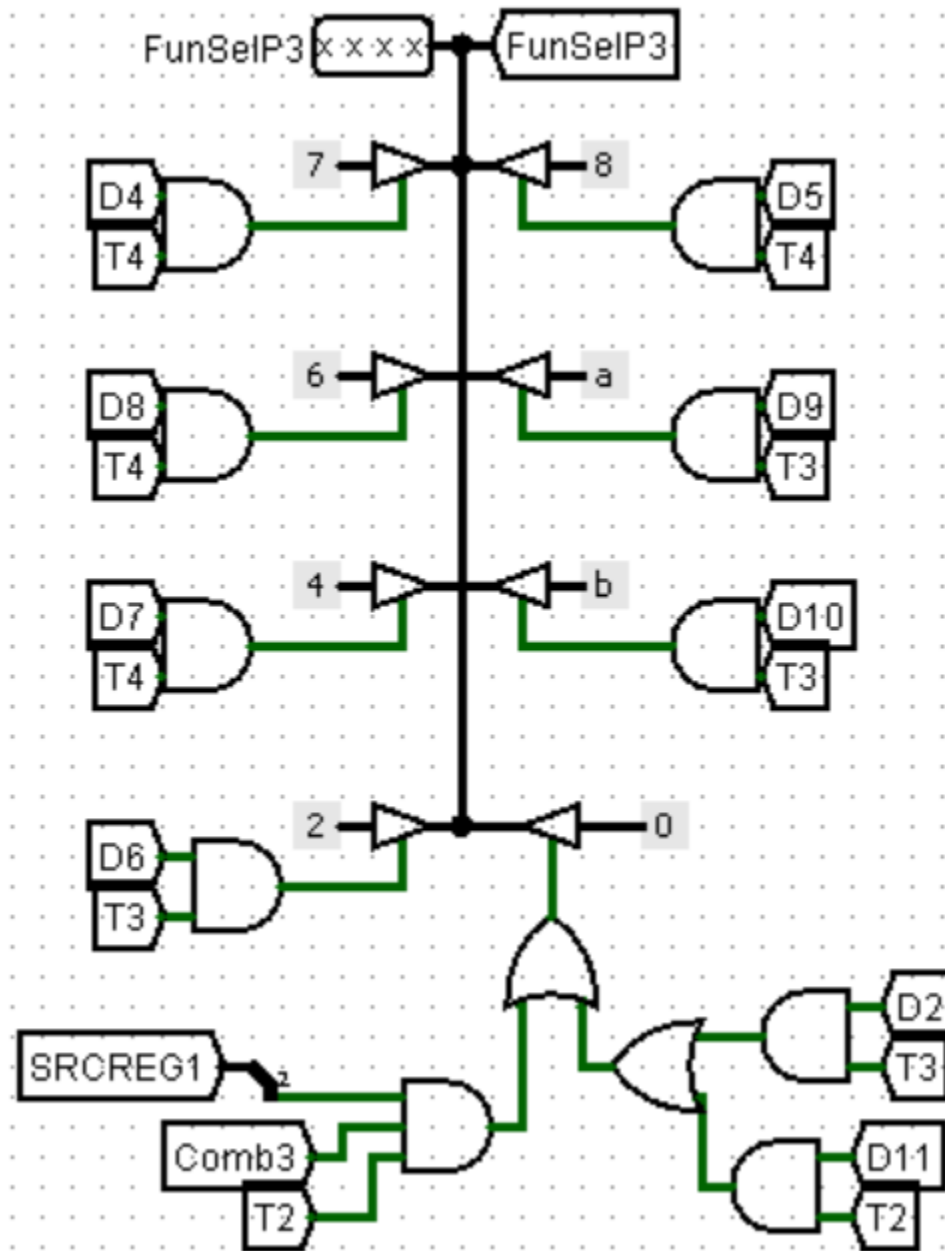 FunSelP3 x x x x FunSelP3
7 8
D4 D5
T4 T4
6 a
D8 D9
T4 T3
4 b
D7 D10
T4 T3
2 0
D6
T3
D2
SRCREG1 2 T3
Comb3 D11
T2 T2